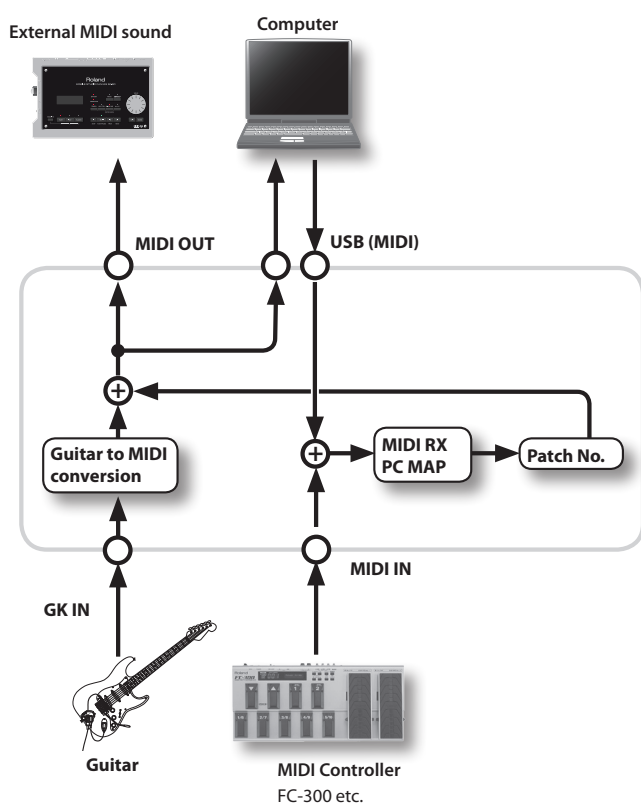 External MIDI sound
Computer
Roland
MIDI OUT
USB (MIDI)
Guitar to MIDI
conversion
MIDI RX
PC MAP
Patch No.
MIDI IN
GK IN
Guitar
MIDI Controller
FC-300 etc.